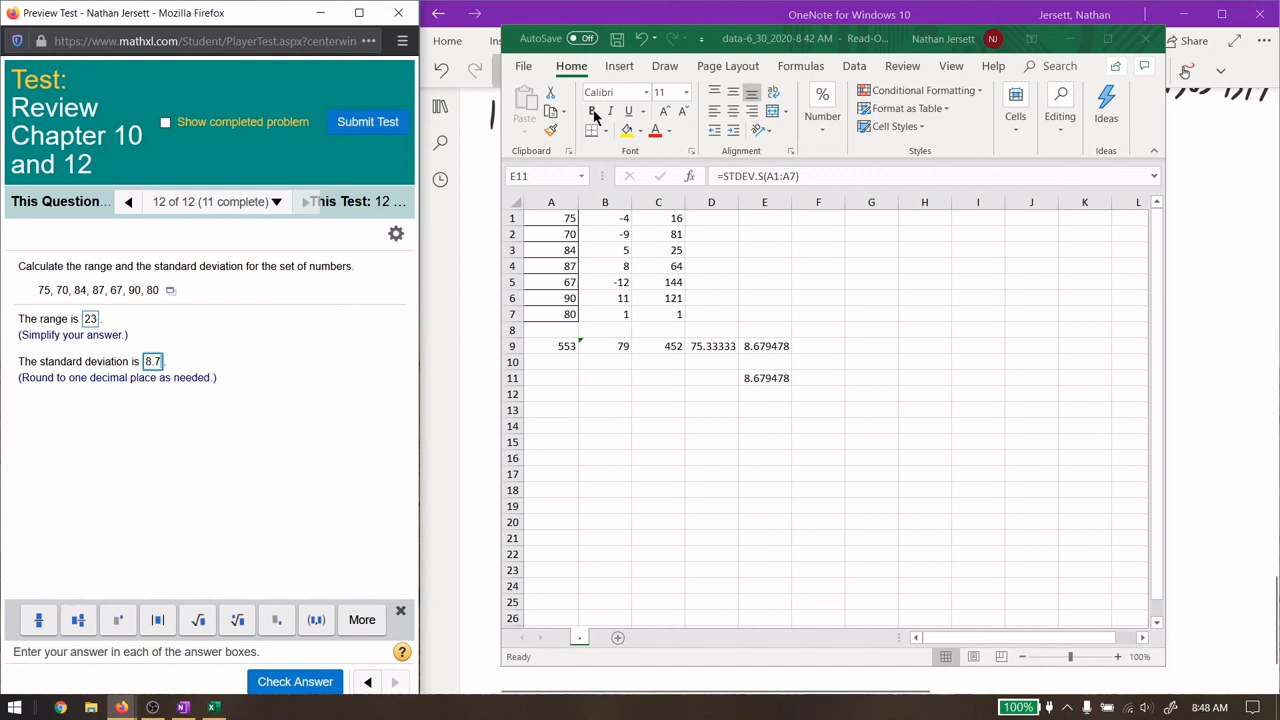 Preview Test - Nathan Jersett - Mozilla Firefox
https://www.mathxl.com/Student/PlayerTest.aspx?centerwin
Test:
Review
Chapter 10
and 12
Show completed problem
Submit Test
This Question...
12 of 12 (11 complete)
This Test: 12 ...
Calculate the range and the standard deviation for the set of numbers.
75, 70, 84, 87, 67, 90, 80
The range is 23
(Simplify your answer.)
The standard deviation is 8.7.
(Round to one decimal place as needed.)
More
Enter your answer in each of the answer boxes.
?
Check Answer
OneNote for Windows 10
Jersett, Nathan
Home
Share
AutoSave Off
data-6_30_2020-8 42 AM - Read-O...
Nathan Jersett NJ
File Home Insert Draw Page Layout Formulas Data Review View Help Search
Paste
Calibri 11
B I U
Number
Conditional Formatting
Format as Table
Cell Styles
Cells
Editing
Ideas
Clipboard Font Alignment Styles Ideas
E11 fx =STDEV.S(A1:A7)
A B C D E F G H I J K L
1 75 -4 16
2 70 -9 81
3 84 5 25
4 87 8 64
5 67 -12 144
6 90 11 121
7 80 1 1
8
9 553 79 452 75.33333 8.679478
10
11 8.679478
12
13
14
15
16
17
18
19
20
21
22
23
24
25
26
Ready
100%
100%
8:48 AM